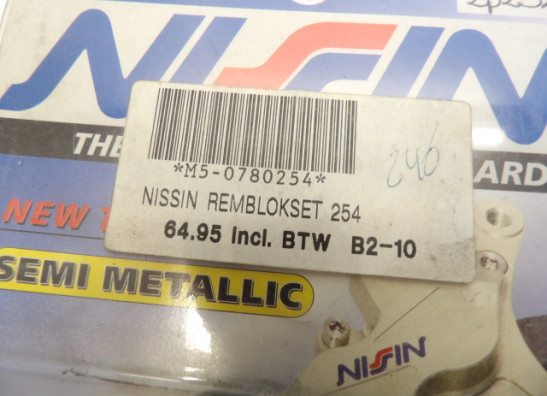 NISSIN
THE
ARD
*M5-0780254*
240
NISSIN REMBLOKSET 254
64.95 Incl. BTW B2-10
NEW
SEMI METALLIC
NISSIN